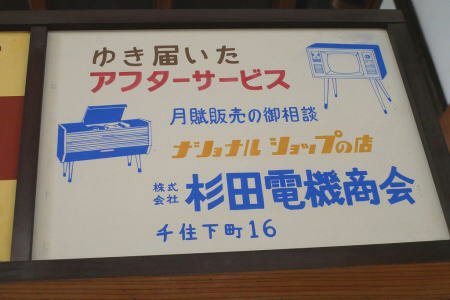 ゆき届いた
アフターサービス
月賦販売の御相談
ナショナル ショップの店
株式会社 杉田電機商会
千住下町16